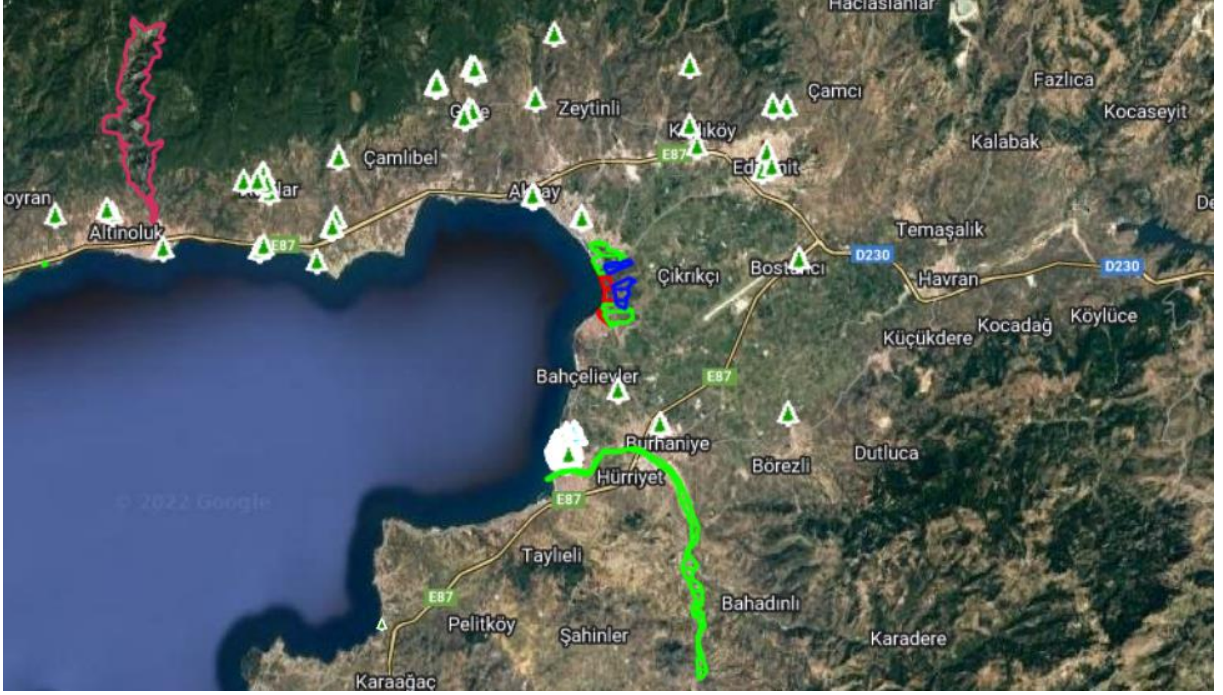 Hacıaslanlar
Fazlıca
Çamcı
Zeytinli
Kocaseyit
Kalabak
Çamlıbel
E87
oyran
Altınoluk
E87
Temaşalık
D230
D230
Çıkrıkçı
Havran
Köylüce
Kocadağ
Küçükdere
Bahçelievler
E87
Burhaniye
Dutluca
Börezli
Hürriyet
E87
© 2022 Google
Taylıeli
E87
Bahadınlı
Pelitköy
Şahinler
Karadere
Karaağaç